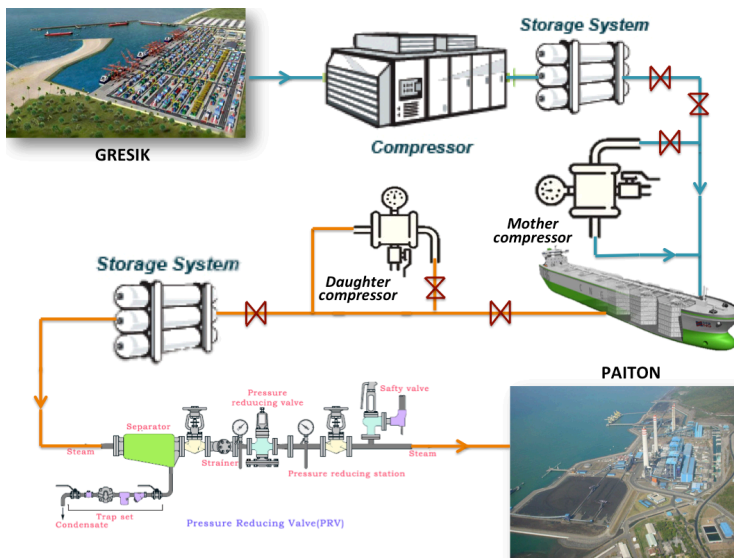 Storage System
GRESIK
Compressor
Mother
compressor
Daughter
compressor
Storage System
PAITON
Pressure
reduucing valve
Safty valve
Separator
Steam
Strainer
Pressure reducing station
Steam
Trap set
Condensate
Pressure Reducing Valve(PRV)